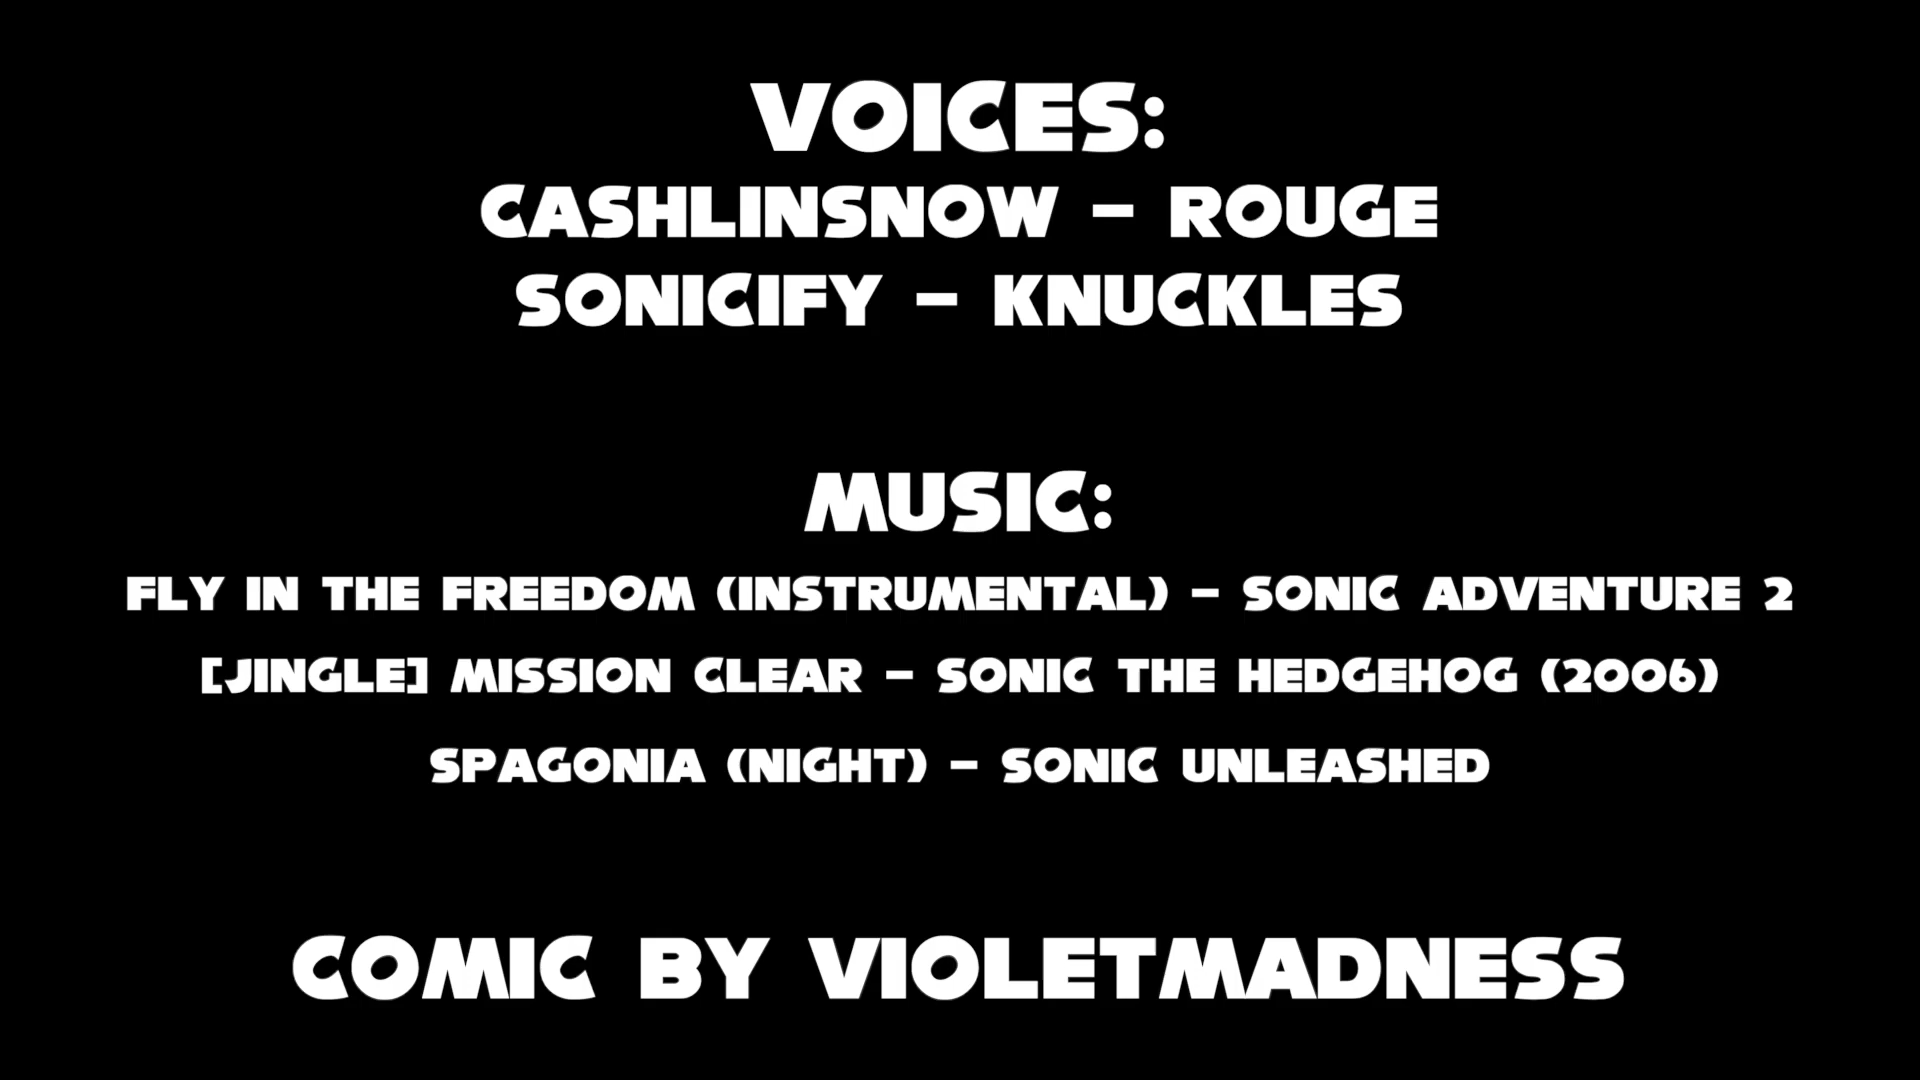 VOICES:
CASHLINSNOW – ROUGE
SONICIFY – KNUCKLES
MUSIC:
FLY IN THE FREEDOM (INSTRUMENTAL) – SONIC ADVENTURE 2
[JINGLE] MISSION CLEAR – SONIC THE HEDGEHOG (2006)
SPAGONIA (NIGHT) – SONIC UNLEASHED
COMIC BY VIOLETMADNESS